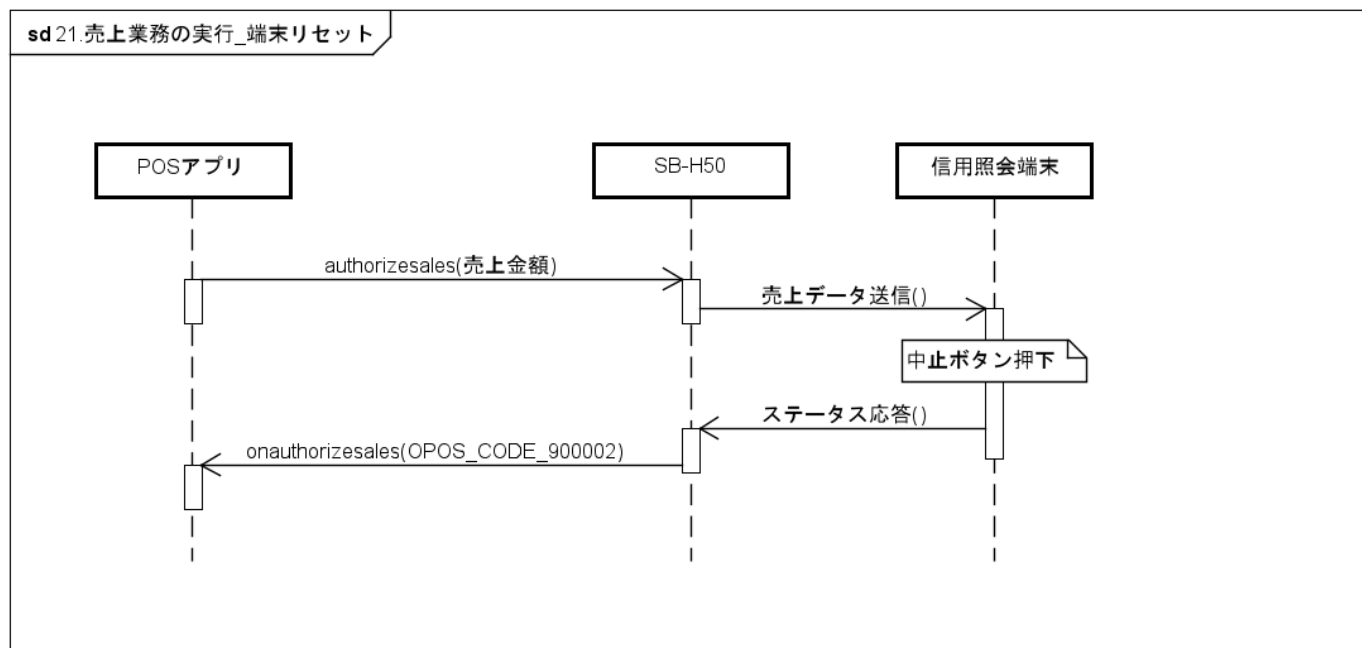 sd 21.売上業務の実行_端末リセット
POSアプリ
SB-H50
信用照会端末
authorizesales(売上金額)
売上データ送信()
中止ボタン押下
ステータス応答()
onauthorizesales(OPOS_CODE_900002)